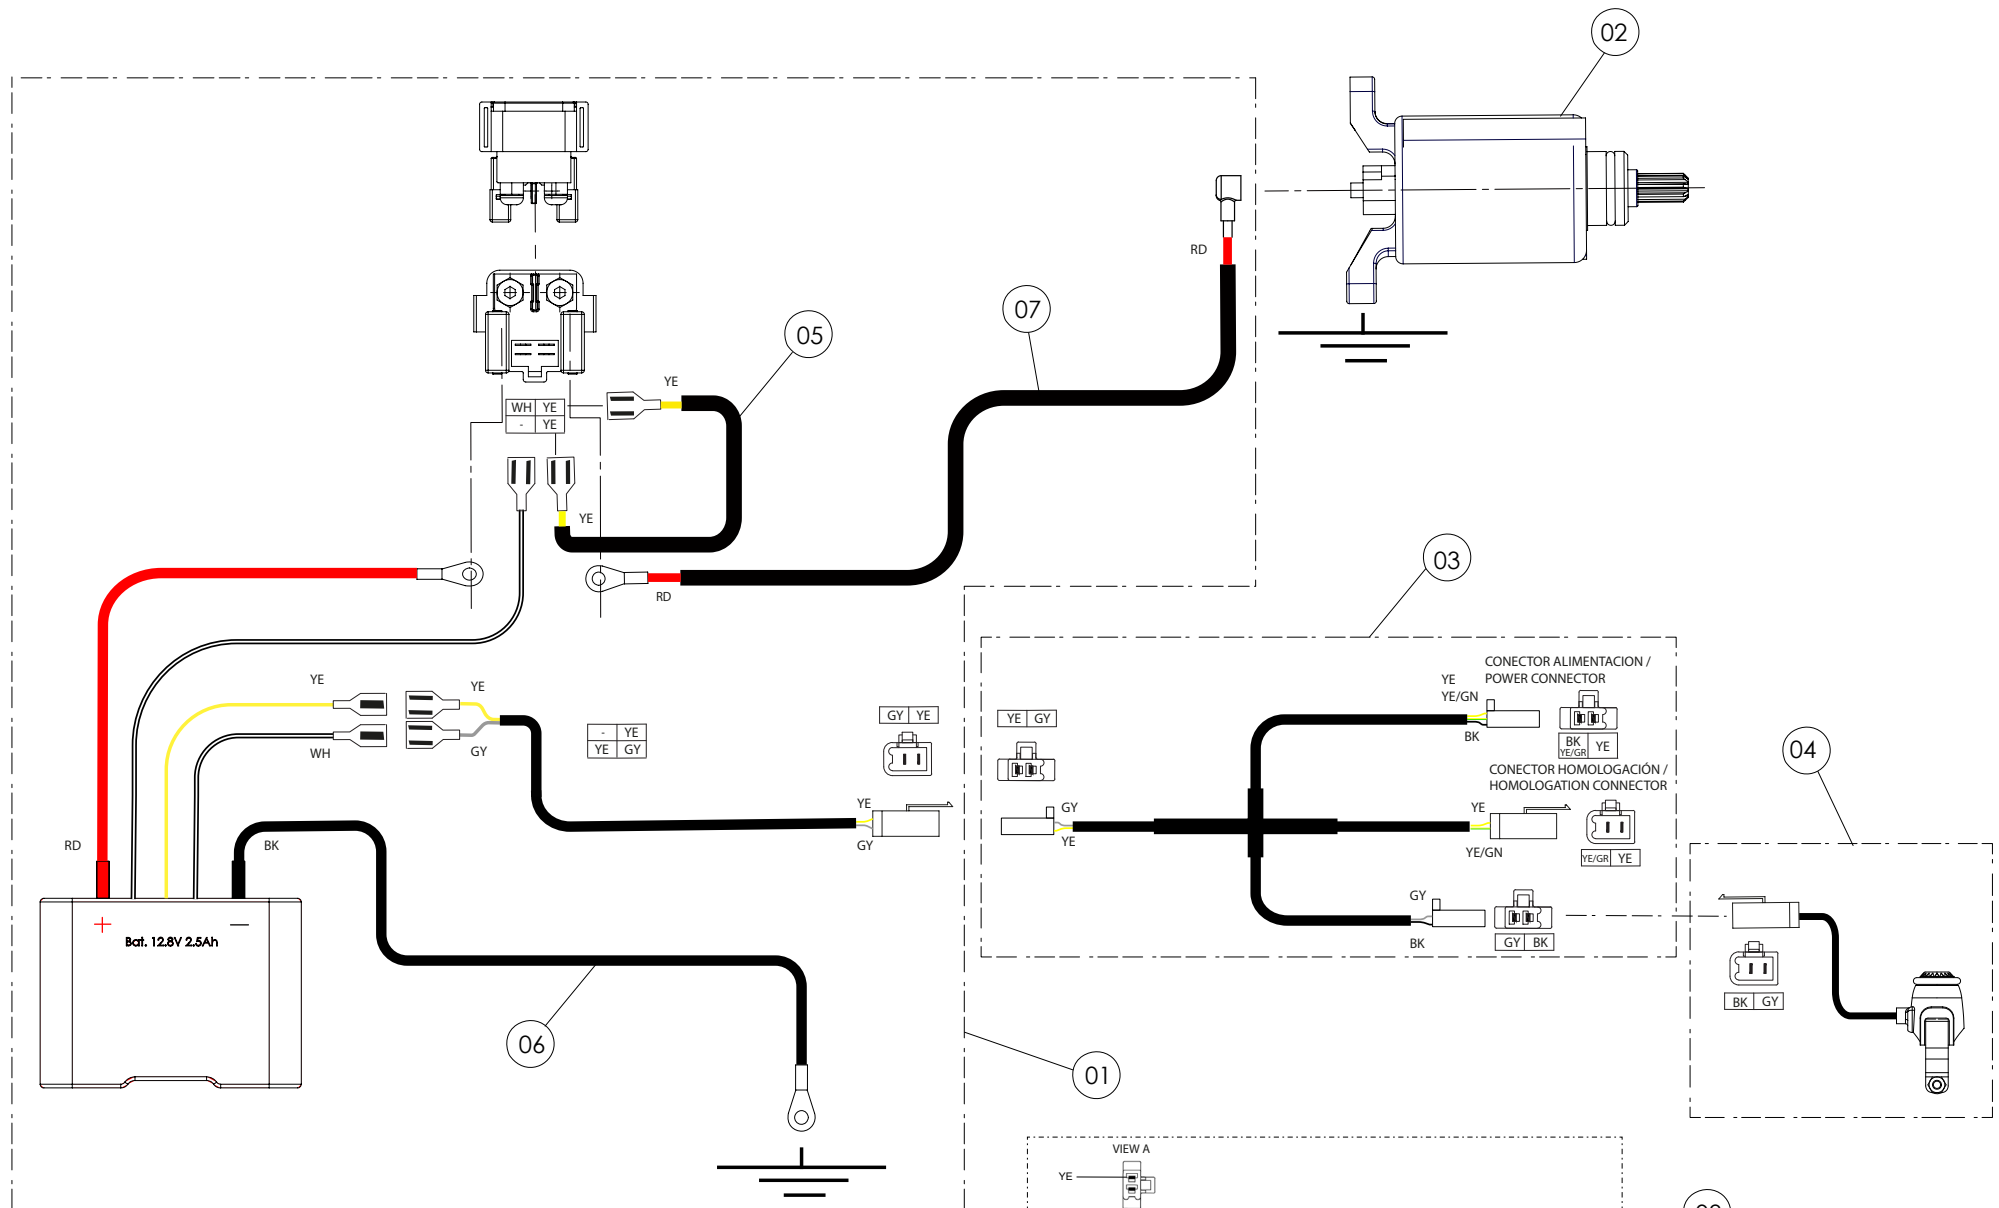 02
RD
07
05
YE
WH YE
- YE
YE
RD
03
CONECTOR ALIMENTACION /
POWER CONNECTOR
YE
YE/GN
BK
BK
YE/GR
YE
CONECTOR HOMOLOGACIÓN /
HOMOLOGATION CONNECTOR
YE
YE/GN
YE/GR YE
GY
BK
GY BK
YE GY
GY
YE
GY YE
YE
GY
- YE
YE GY
YE
YE
WH
GY
RD
BK
+ —
Bat. 12.8V 2.5Ah
04
BK GY
06
01
VIEW A
YE